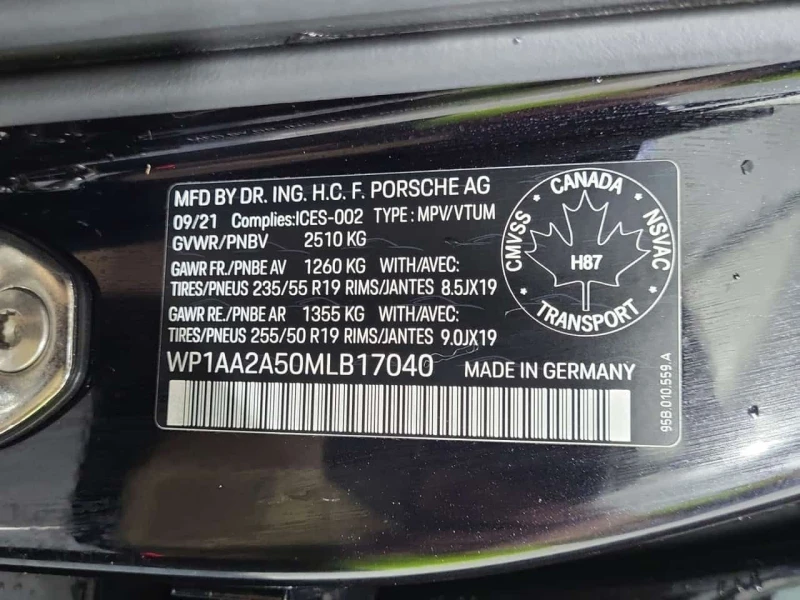 MFD BY DR. ING. H.C. F. PORSCHE AG
09/21 Complies:ICES-002 TYPE : MPV/VTUM
GVWR/PNBV 2510 KG
GAWR FR./PNBE AV 1260 KG WITH/AVEC:
TIRES/PNEUS 235/55 R19 RIMS/JANTES 8.5JX19
GAWR RE./PNBE AR 1355 KG WITH/AVEC:
TIRES/PNEUS 255/50 R19 RIMS/JANTES 9.0JX19
WP1AA2A50MLB17040 MADE IN GERMANY
CANADA
CMVSS
NSVAC
H87
TRANSPORT
95B.010.559.A